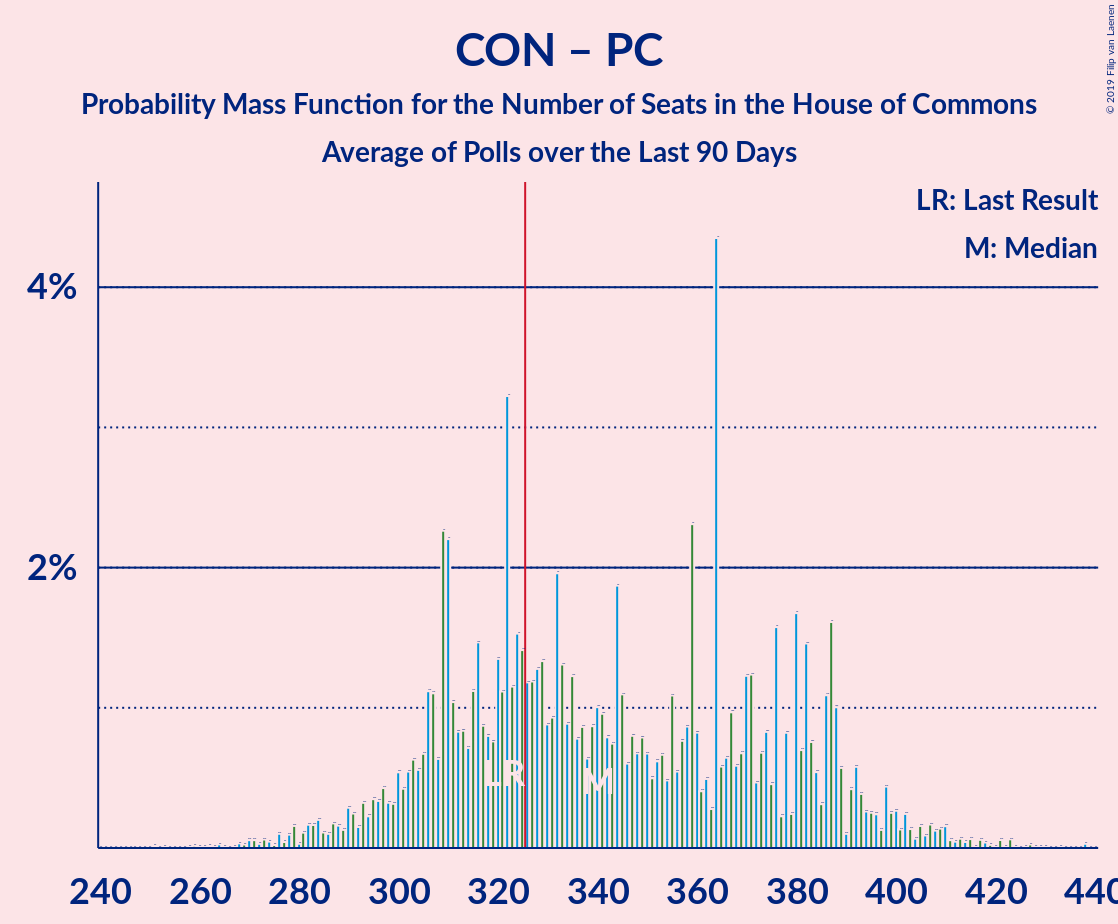 CON – PC
Probability Mass Function for the Number of Seats in the House of Commons
Average of Polls over the Last 90 Days
© 2019 Filip van Laenen
LR: Last Result
M: Median
4%
2%
LR
M
240 260 280 300 320 340 360 380 400 420 440